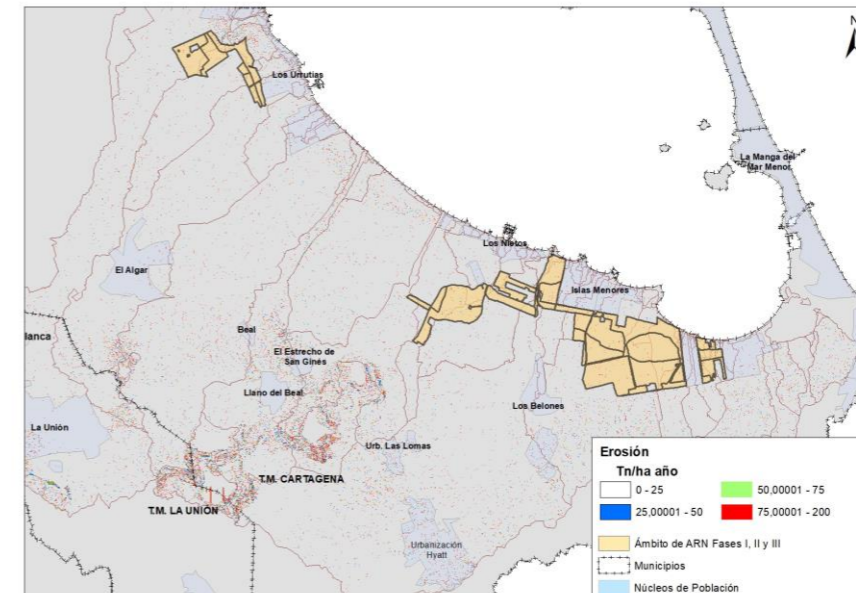 N
Los Urrutias
La Manga del
Mar Menor
Los Nietos
El Algar
Islas Menores
lanca
Beal
El Estrecho de
San Ginés
Llano del Beal
Los Belones
La Unión
Urb. Las Lomas
T.M. CARTAGENA
T.M. LA UNIÓN
Urbanización
Hyatt
Erosión
Tn/ha año
0 - 25
50,00001 - 75
25,00001 - 50
75,00001 - 200
Ámbito de ARN Fases I, II y III
Municipios
Núcleos de Población